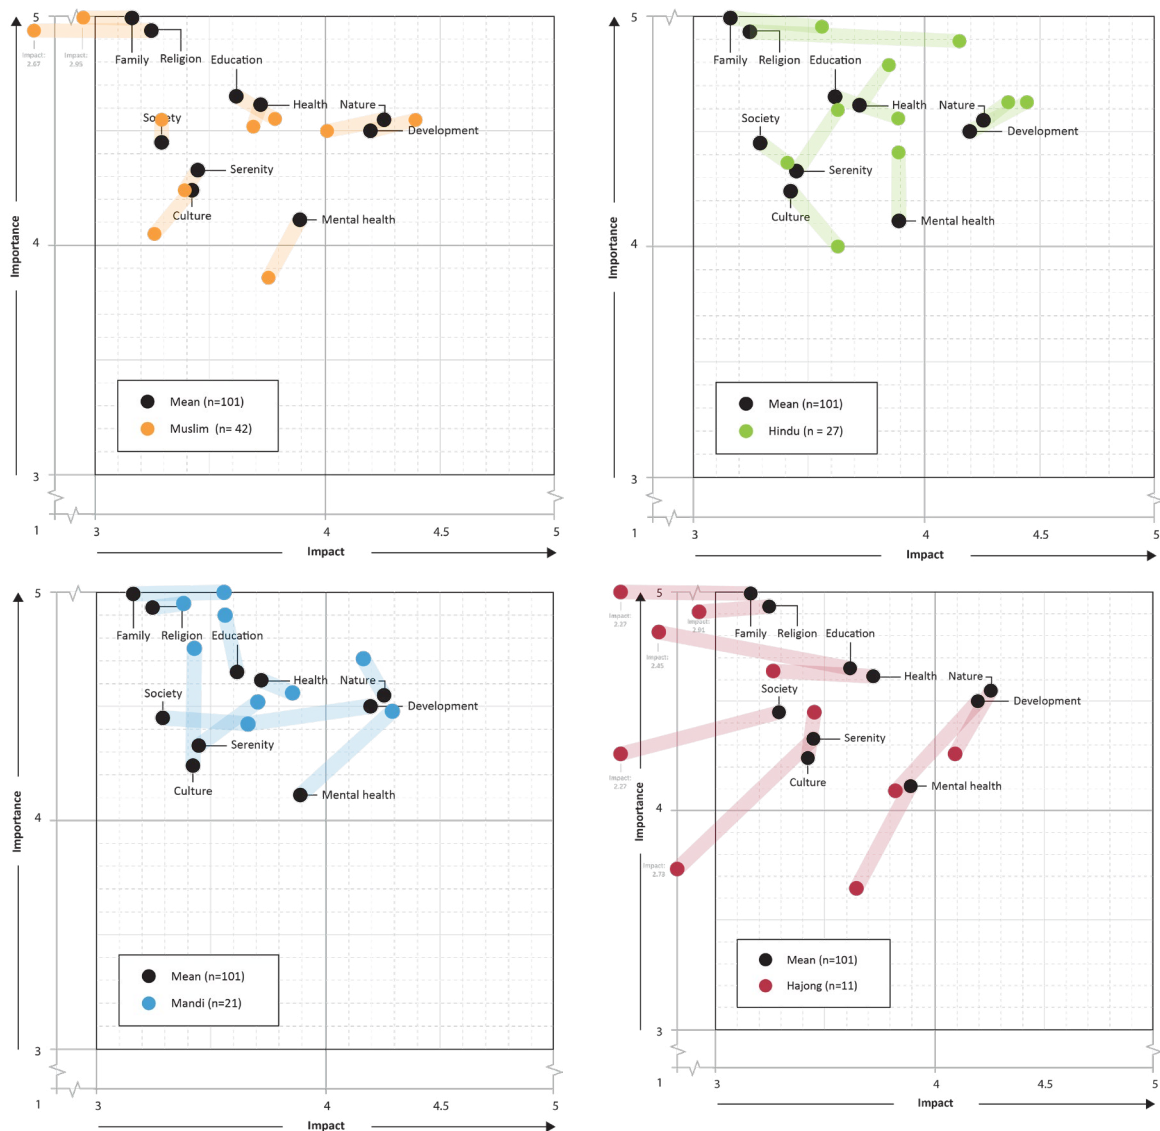 5
Impact:
2.67
Impact:
2.95
Family
Religion
Education
Health
Nature
Society
Development
Serenity
Culture
Mental health
4
Importance
Mean (n=101)
Muslim (n= 42)
3
1
3
4
4.5
5
Impact
5
Family
Religion
Education
Health
Nature
Society
Development
Serenity
Culture
Mental health
4
Importance
Mean (n=101)
Hindu (n = 27)
3
1
3
4
4.5
5
Impact
5
Family
Religion
Education
Health
Nature
Society
Development
Serenity
Culture
Mental health
4
Importance
Mean (n=101)
Mandi (n=21)
3
1
3
4
4.5
5
Impact
5
Impact:
2.27
Impact:
2.91
Family
Religion
Education
Impact:
2.45
Health
Nature
Society
Development
Serenity
Impact:
2.27
Culture
Mental health
4
Importance
Impact:
2.73
Mean (n=101)
Hajong (n=11)
3
1
3
4
4.5
5
Impact